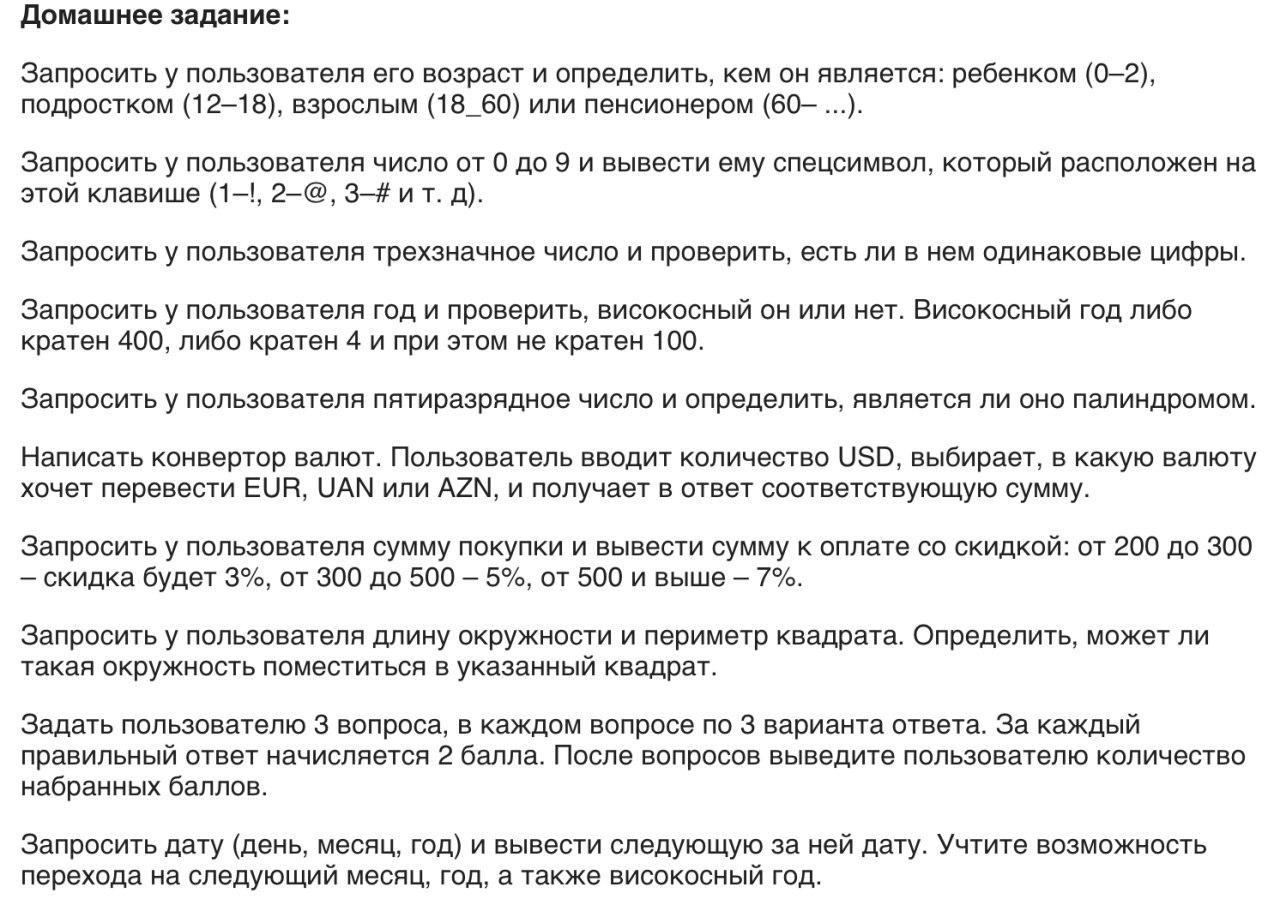 Домашнее задание:
Запросить у пользователя его возраст и определить, кем он является: ребенком (0–2),
подростком (12–18), взрослым (18_60) или пенсионером (60– ...).
Запросить у пользователя число от 0 до 9 и вывести ему спецсимвол, который расположен на
этой клавише (1–!, 2–@, 3–# и т. д).
Запросить у пользователя трехзначное число и проверить, есть ли в нем одинаковые цифры.
Запросить у пользователя год и проверить, високосный он или нет. Високосный год либо
кратен 400, либо кратен 4 и при этом не кратен 100.
Запросить у пользователя пятиразрядное число и определить, является ли оно палиндромом.
Написать конвертор валют. Пользователь вводит количество USD, выбирает, в какую валюту
хочет перевести EUR, UAN или AZN, и получает в ответ соответствующую сумму.
Запросить у пользователя сумму покупки и вывести сумму к оплате со скидкой: от 200 до 300
– скидка будет 3%, от 300 до 500 – 5%, от 500 и выше – 7%.
Запросить у пользователя длину окружности и периметр квадрата. Определить, может ли
такая окружность поместиться в указанный квадрат.
Задать пользователю 3 вопроса, в каждом вопросе по 3 варианта ответа. За каждый
правильный ответ начисляется 2 балла. После вопросов выведите пользователю количество
набранных баллов.
Запросить дату (день, месяц, год) и вывести следующую за ней дату. Учтите возможность
перехода на следующий месяц, год, а также високосный год.